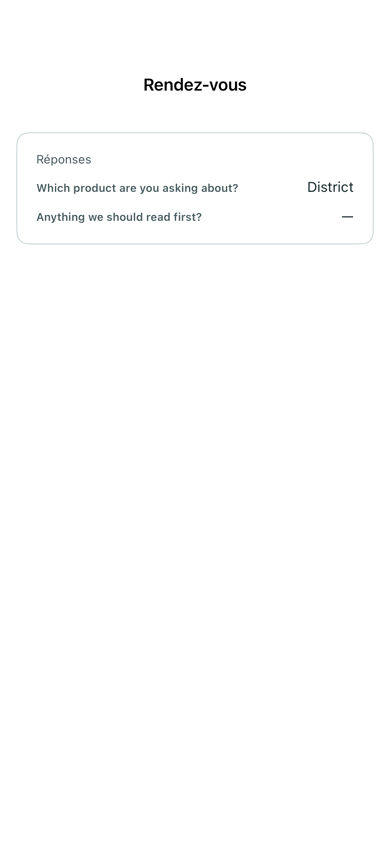 Rendez-vous
Réponses
Which product are you asking about? District
Anything we should read first? —